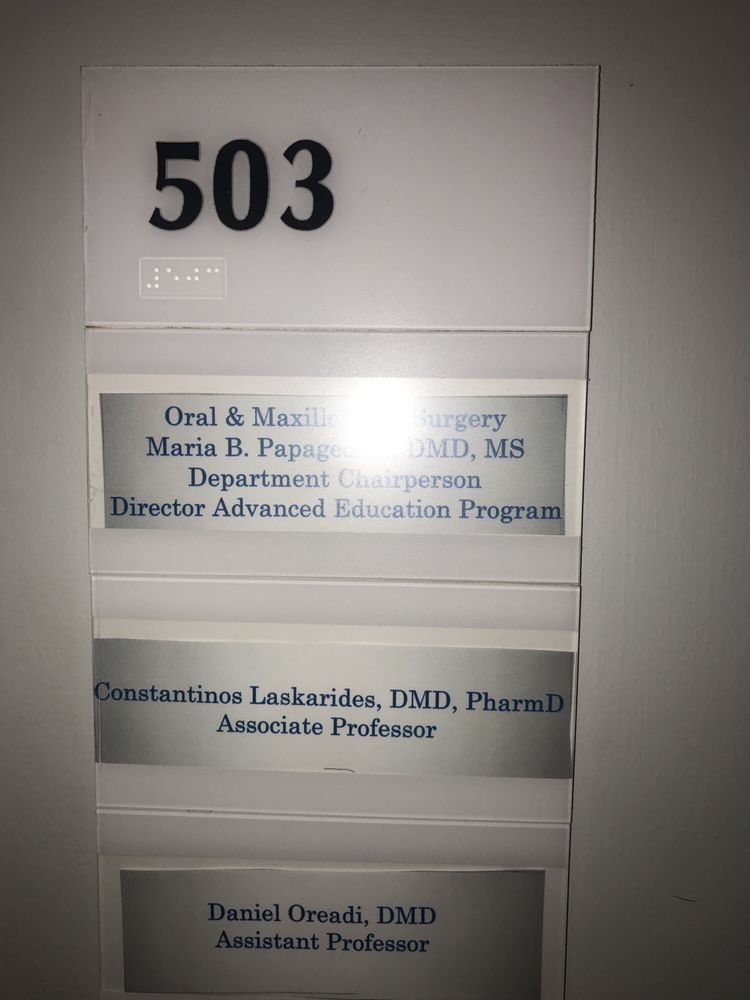 503
Oral & Surgery
Maria B. DMD, MS
Department Chairperson
Director Advanced Education Program
Constantinos Laskarides, DMD, PharmD
Associate Professor
Daniel Oreadi, DMD
Assistant Professor